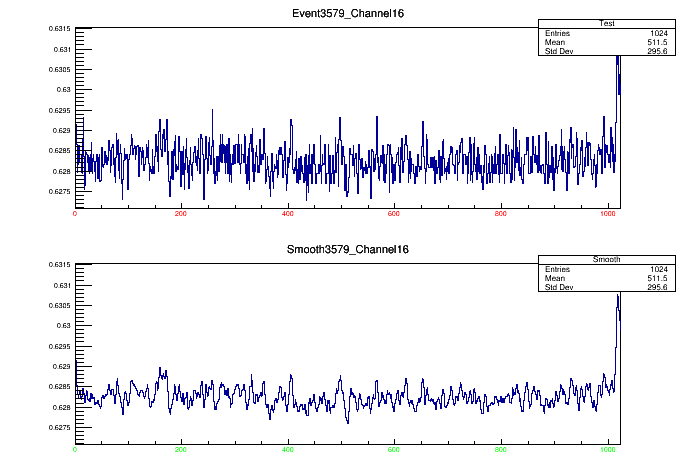 Event3579_Channel16
Test
Entries 1024
Mean 511.5
Std Dev 295.6
0.6315
0.631
0.6305
0.63
0.6295
0.629
0.6285
0.628
0.6275
0 200 400 600 800 1000
Smooth3579_Channel16
Smooth
Entries 1024
Mean 511.5
Std Dev 295.6
0.6315
0.631
0.6305
0.63
0.6295
0.629
0.6285
0.628
0.6275
0 200 400 600 800 1000